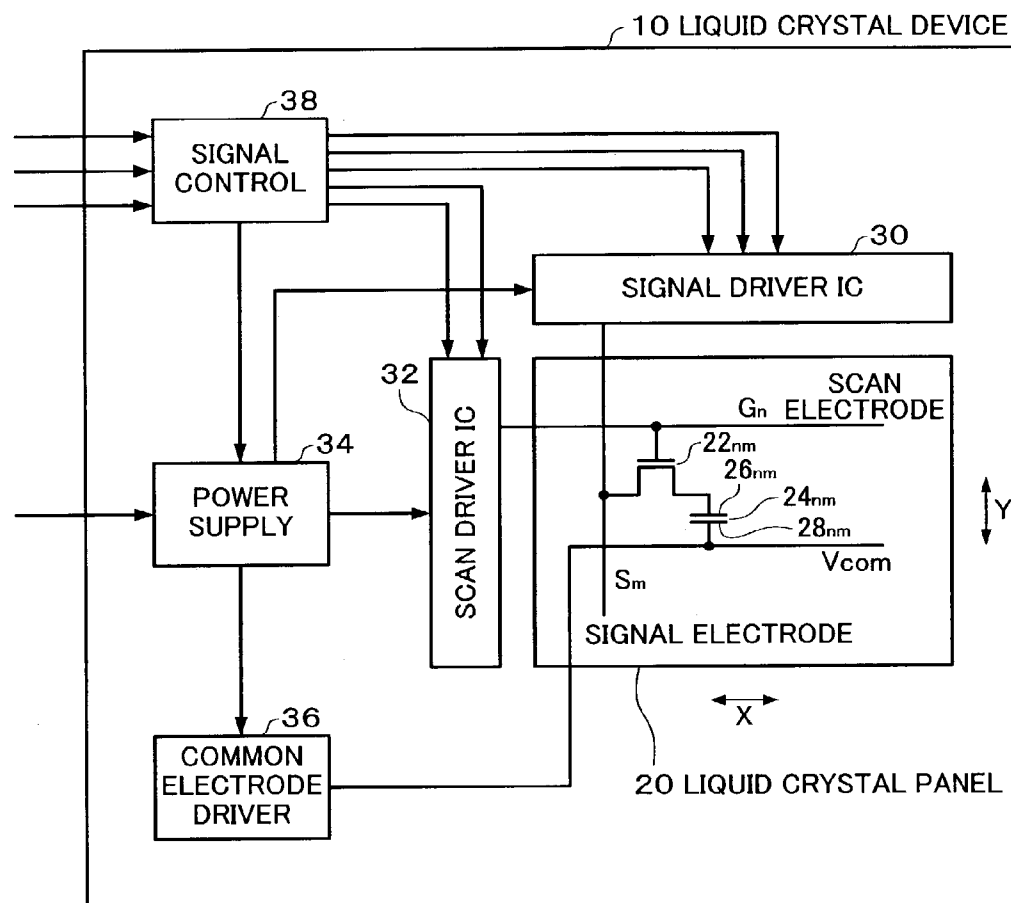 10 LIQUID CRYSTAL DEVICE
38
SIGNAL
CONTROL
30
SIGNAL DRIVER IC
32
SCAN DRIVER IC
SCAN
ELECTRODE
Gn
22nm
26nm
24nm
28nm
Y
34
POWER
SUPPLY
Vcom
Sm
SIGNAL ELECTRODE
X
36
COMMON
ELECTRODE
DRIVER
20 LIQUID CRYSTAL PANEL